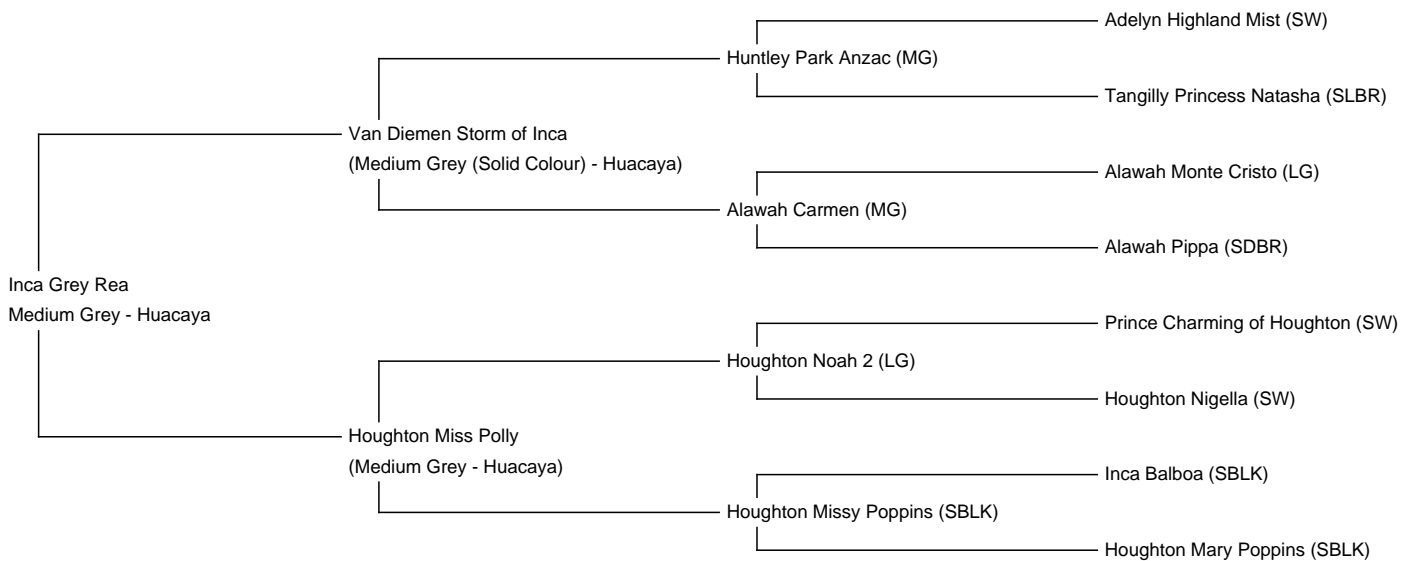 Adelyn Highland Mist (SW)
Huntley Park Anzac (MG)
Tangilly Princess Natasha (SLBR)
Van Diemen Storm of Inca
(Medium Grey (Solid Colour) - Huacaya)
Alawah Monte Cristo (LG)
Alawah Carmen (MG)
Alawah Pippa (SDBR)
Inca Grey Rea
Medium Grey - Huacaya
Prince Charming of Houghton (SW)
Houghton Noah 2 (LG)
Houghton Nigella (SW)
Houghton Miss Polly
(Medium Grey - Huacaya)
Inca Balboa (SBLK)
Houghton Missy Poppins (SBLK)
Houghton Mary Poppins (SBLK)